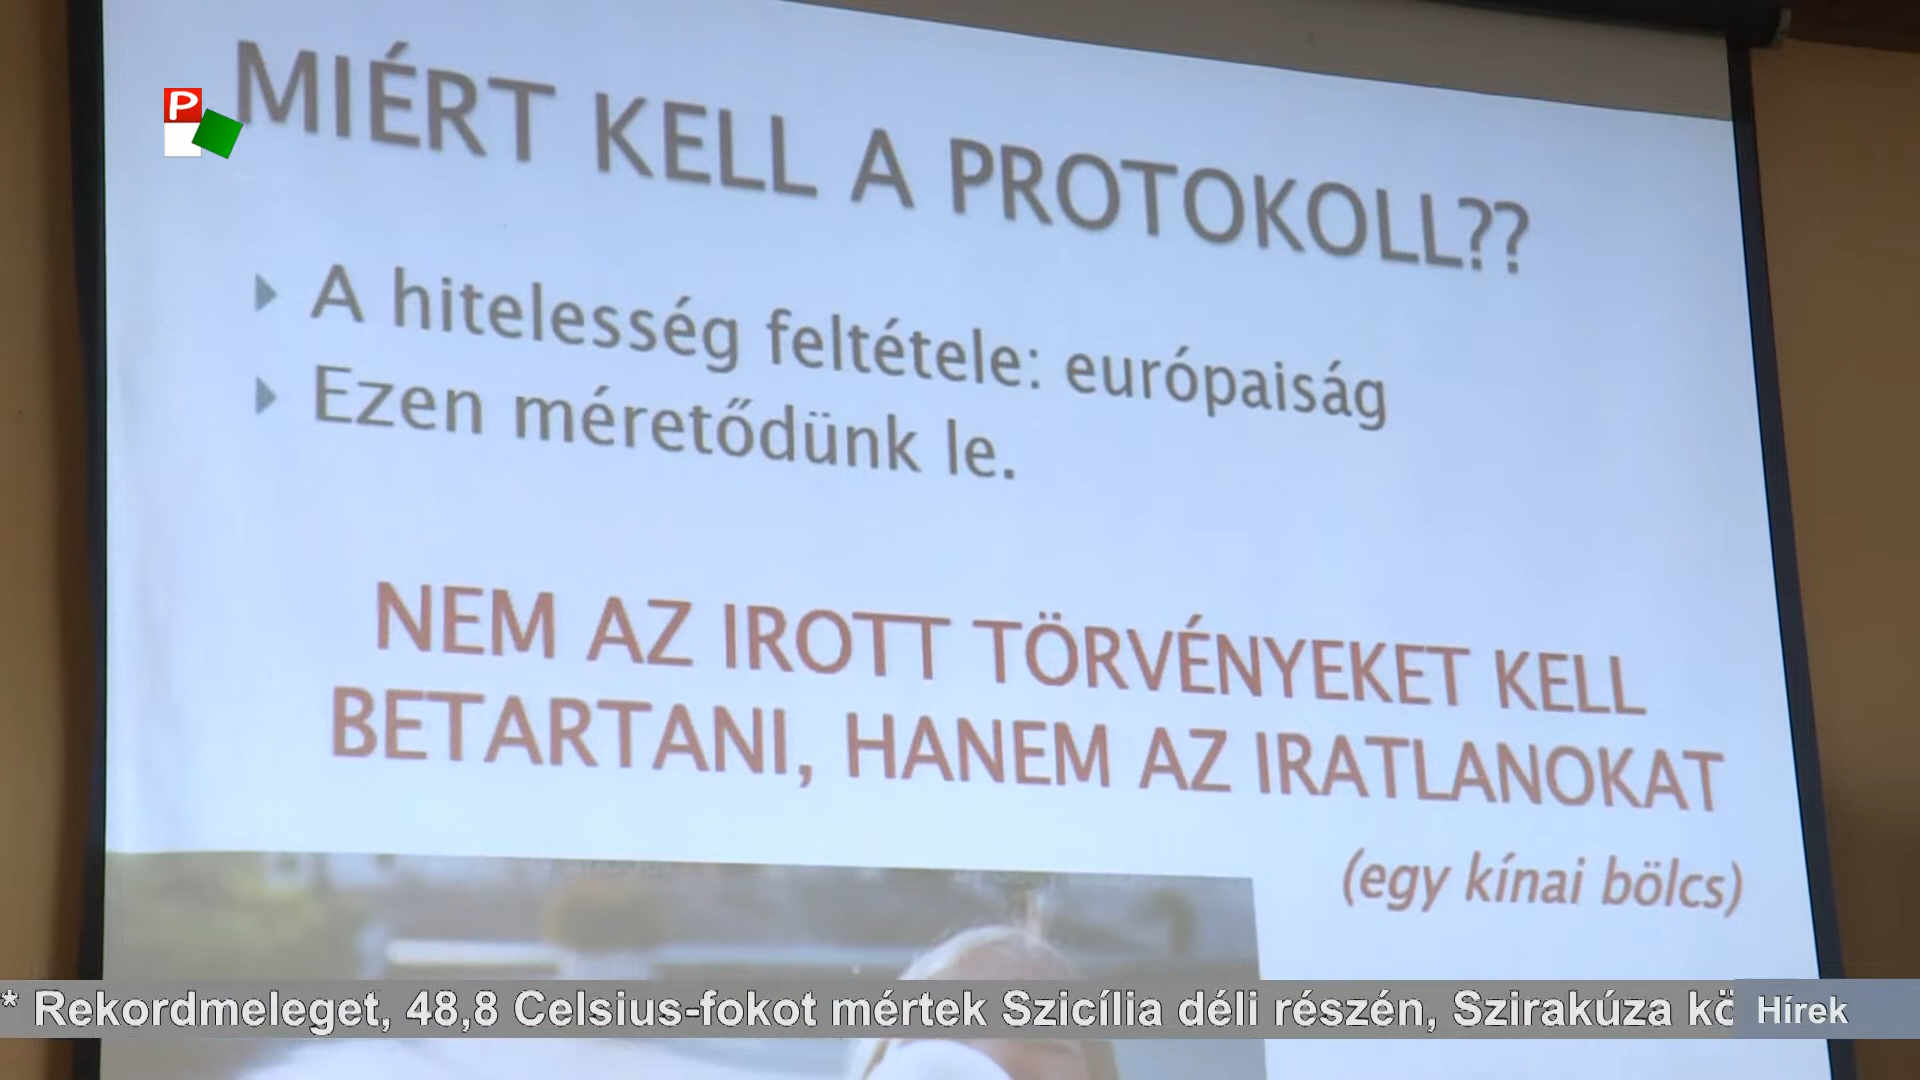 P
MIÉRT KELL A PROTOKOLL??
A hitelesség feltétele: európaiság
Ezen méretődünk le.
NEM AZ IROTT TÖRVÉNYEKET KELL
BETARTANI, HANEM AZ IRATLANOKAT
(egy kínai bölcs)
* Rekordmeleget, 48,8 Celsius-fokot mértek Szicília déli részén, Szirakúza kö
Hírek